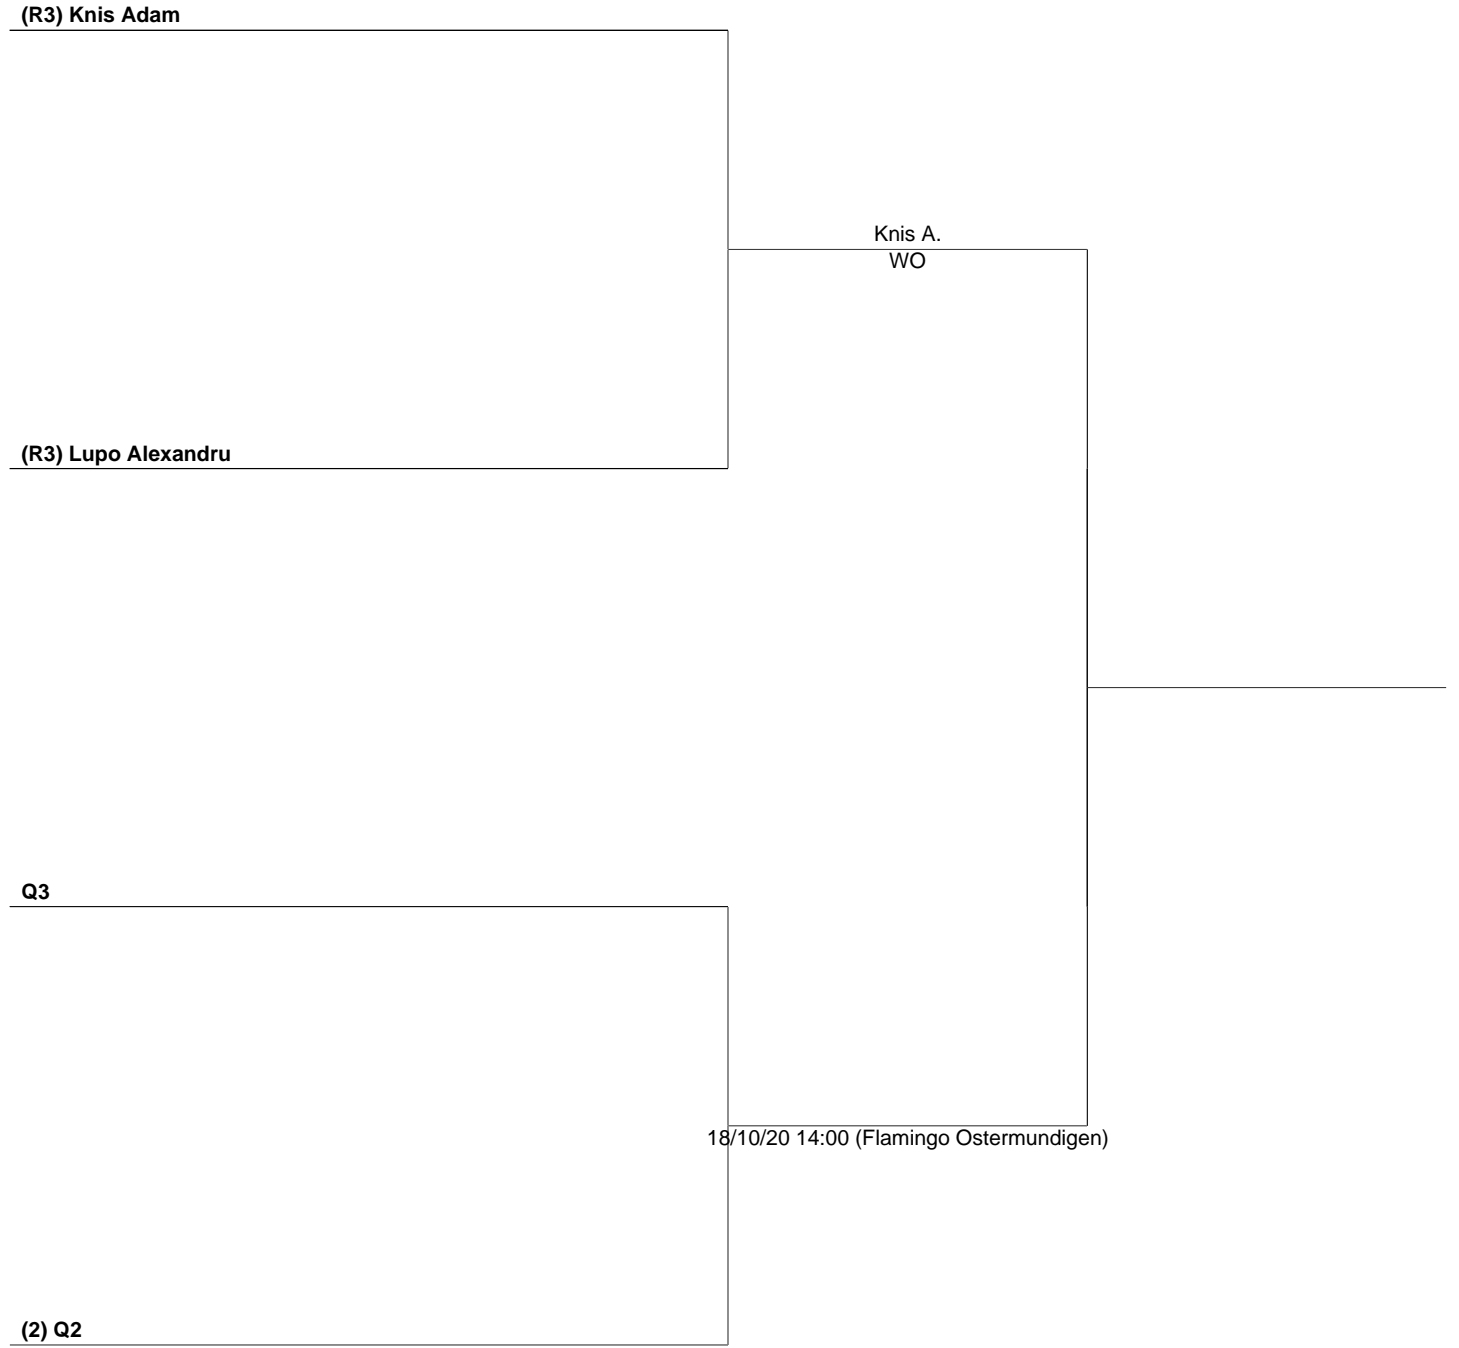 (R3) Knis Adam
Knis A.
WO
(R3) Lupo Alexandru
Q3
18/10/20 14:00 (Flamingo Ostermundigen)
(2) Q2